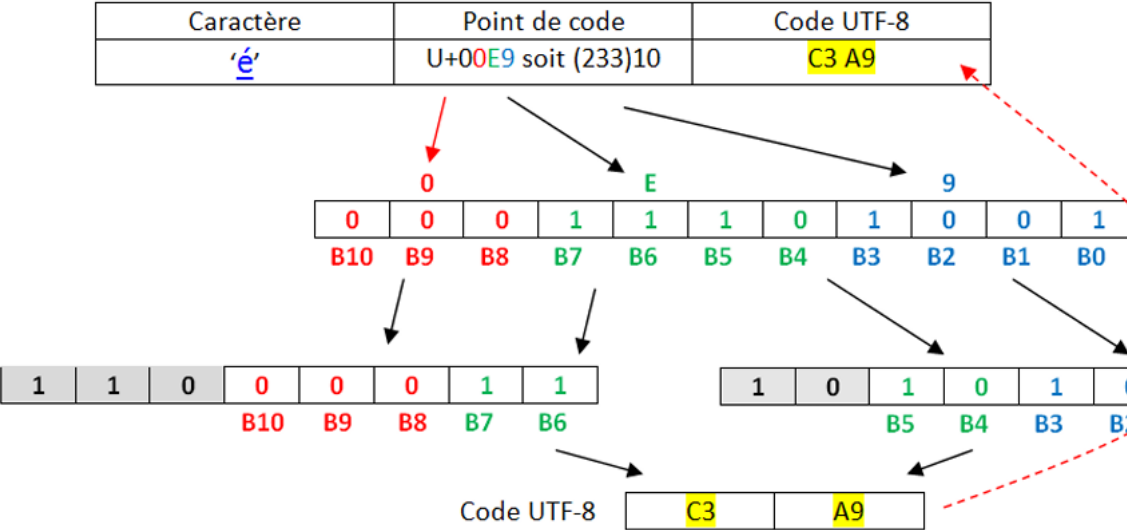 Caractère Point de code Code UTF-8
‘é’ U+00E9 soit (233)10 C3 A9
0 E 9
0 0 0 1 1 1 0 1 0 0 1
B10 B9 B8 B7 B6 B5 B4 B3 B2 B1 B0
1 1 0 0 0 0 1 1 1 0 1 0 1
B10 B9 B8 B7 B6 B5 B4 B3
Code UTF-8 C3 A9